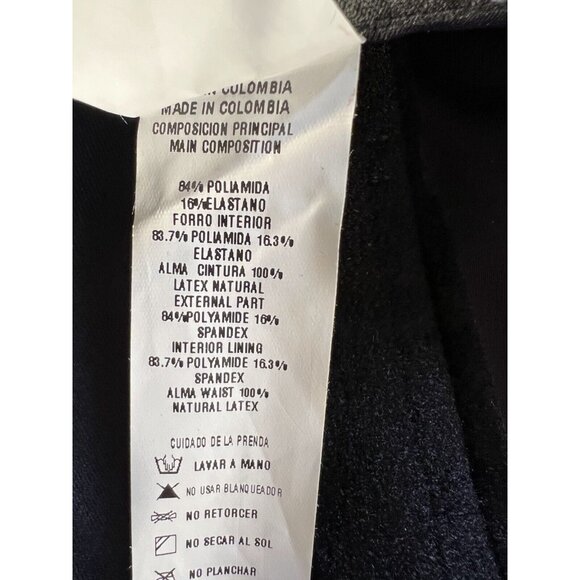 IN COLOMBIA
MADE IN COLOMBIA
COMPOSICION PRINCIPAL
MAIN COMPOSITION
84% POLIAMIDA
16%ELASTANO
FORRO INTERIOR
83.7% POLIAMIDA 16.3%
ELASTANO
ALMA CINTURA 100%
LATEX NATURAL
EXTERNAL PART
84%POLYAMIDE 16%
SPANDEX
INTERIOR LINING
83.7% POLYAMIDE 16.3%
SPANDEX
ALMA WAIST 100%
NATURAL LATEX
CUIDADO DE LA PRENDA
LAVAR A MANO
NO USAR BLANQUEADOR
NO RETORCER
NO SECAR AL SOL
NO PLANCHAR